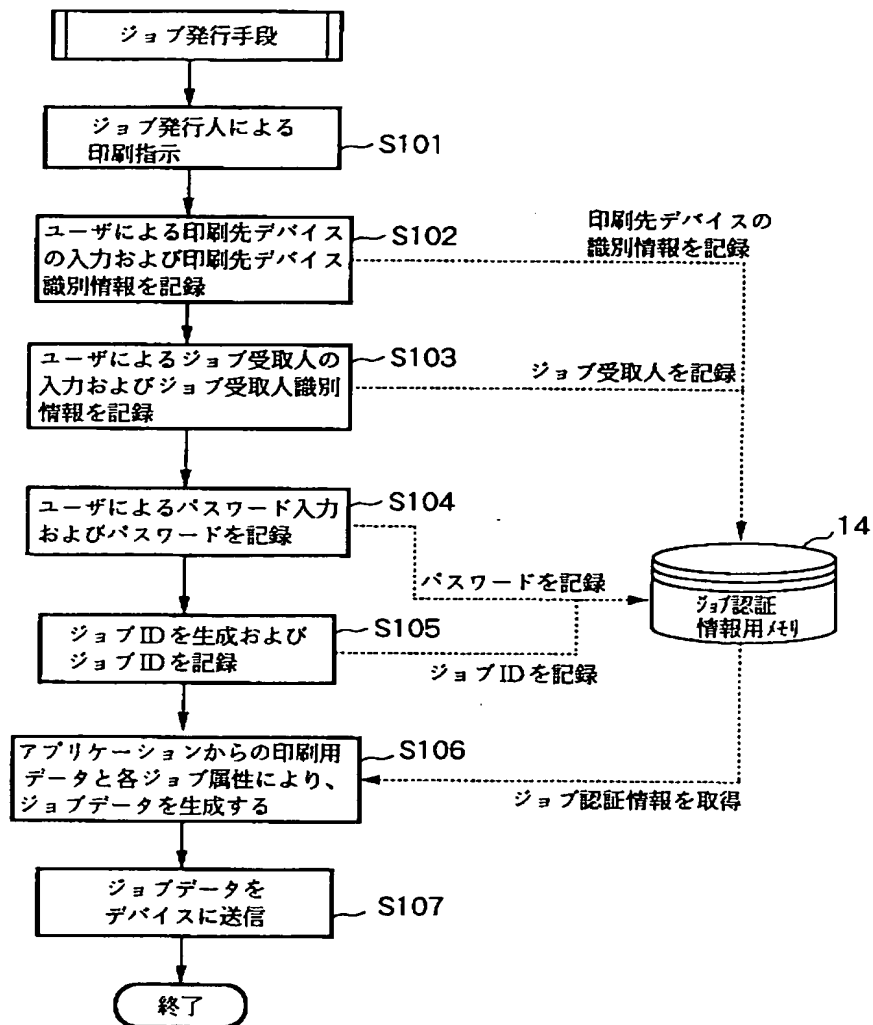 ジョブ発行手段
ジョブ発行人による
印刷指示
S101
ユーザによる印刷先デバイス
の入力および印刷先デバイス
識別情報を記録
S102
印刷先デバイスの
識別情報を記録
ユーザによるジョブ受取人の
入力およびジョブ受取人識別
情報を記録
S103
ジョブ受取人を記録
ユーザによるパスワード入力
およびパスワードを記録
S104
パスワードを記録
14
ジョブ認証
情報用メモリ
ジョブIDを生成および
ジョブIDを記録
S105
ジョブIDを記録
アプリケーションからの印刷用
データと各ジョブ属性により、
ジョブデータを生成する
S106
ジョブ認証情報を取得
ジョブデータを
デバイスに送信
S107
終了